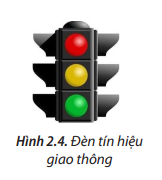 Hình 2.4. Đèn tín hiệu
giao thông